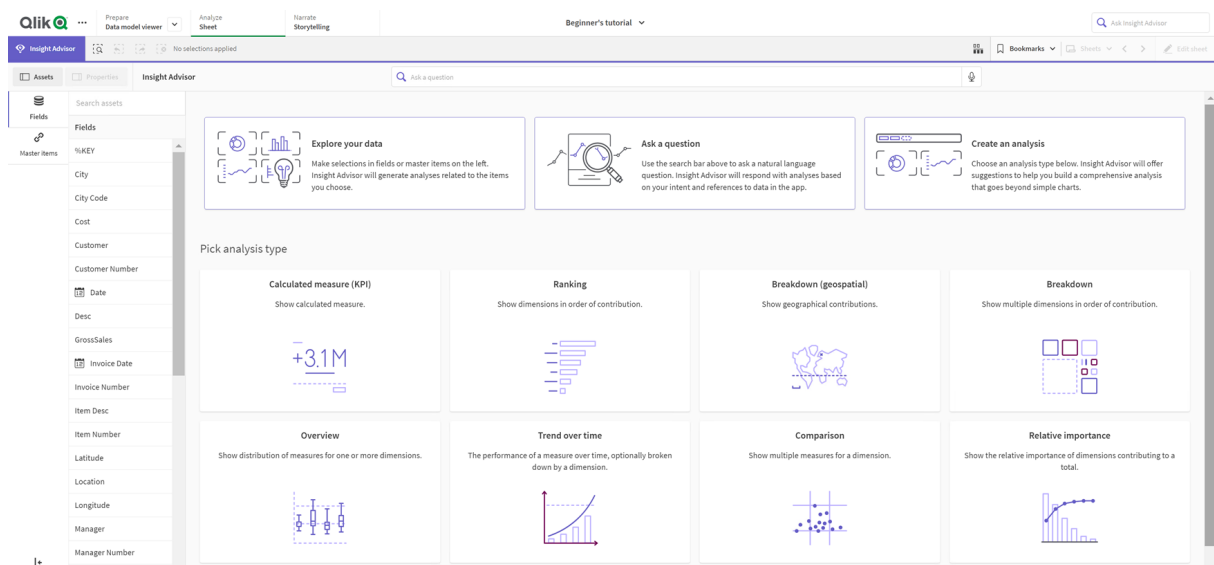 Qlik
Prepare
Data model viewer
Analyze
Sheet
Narrate
Storytelling
Beginner's tutorial
Ask Insight Advisor
Insight Advisor
No selections applied
Bookmarks
Sheets
Edit sheet
Assets
Properties
Insight Advisor
Ask a question
Fields
Master items
Search assets
Fields
%KEY
City
City Code
Cost
Customer
Customer Number
Date
Desc
GrossSales
Invoice Date
Invoice Number
Item Desc
Item Number
Latitude
Location
Longitude
Manager
Manager Number
Explore your data
Make selections in fields or master items on the left.
Insight Advisor will generate analyses related to the items
you choose.
Ask a question
Use the search bar above to ask a natural language
question. Insight Advisor will respond with analyses based
on your intent and references to data in the app.
Create an analysis
Choose an analysis type below. Insight Advisor will offer
suggestions to help you build a comprehensive analysis
that goes beyond simple charts.
Pick analysis type
Calculated measure (KPI)
Show calculated measure.
+3.1M
Ranking
Show dimensions in order of contribution.
Breakdown (geospatial)
Show geographical contributions.
Breakdown
Show multiple dimensions in order of contribution.
Overview
Show distribution of measures for one or more dimensions.
Trend over time
The performance of a measure over time, optionally broken
down by a dimension.
Comparison
Show multiple measures for a dimension.
Relative importance
Show the relative importance of dimensions contributing to a
total.